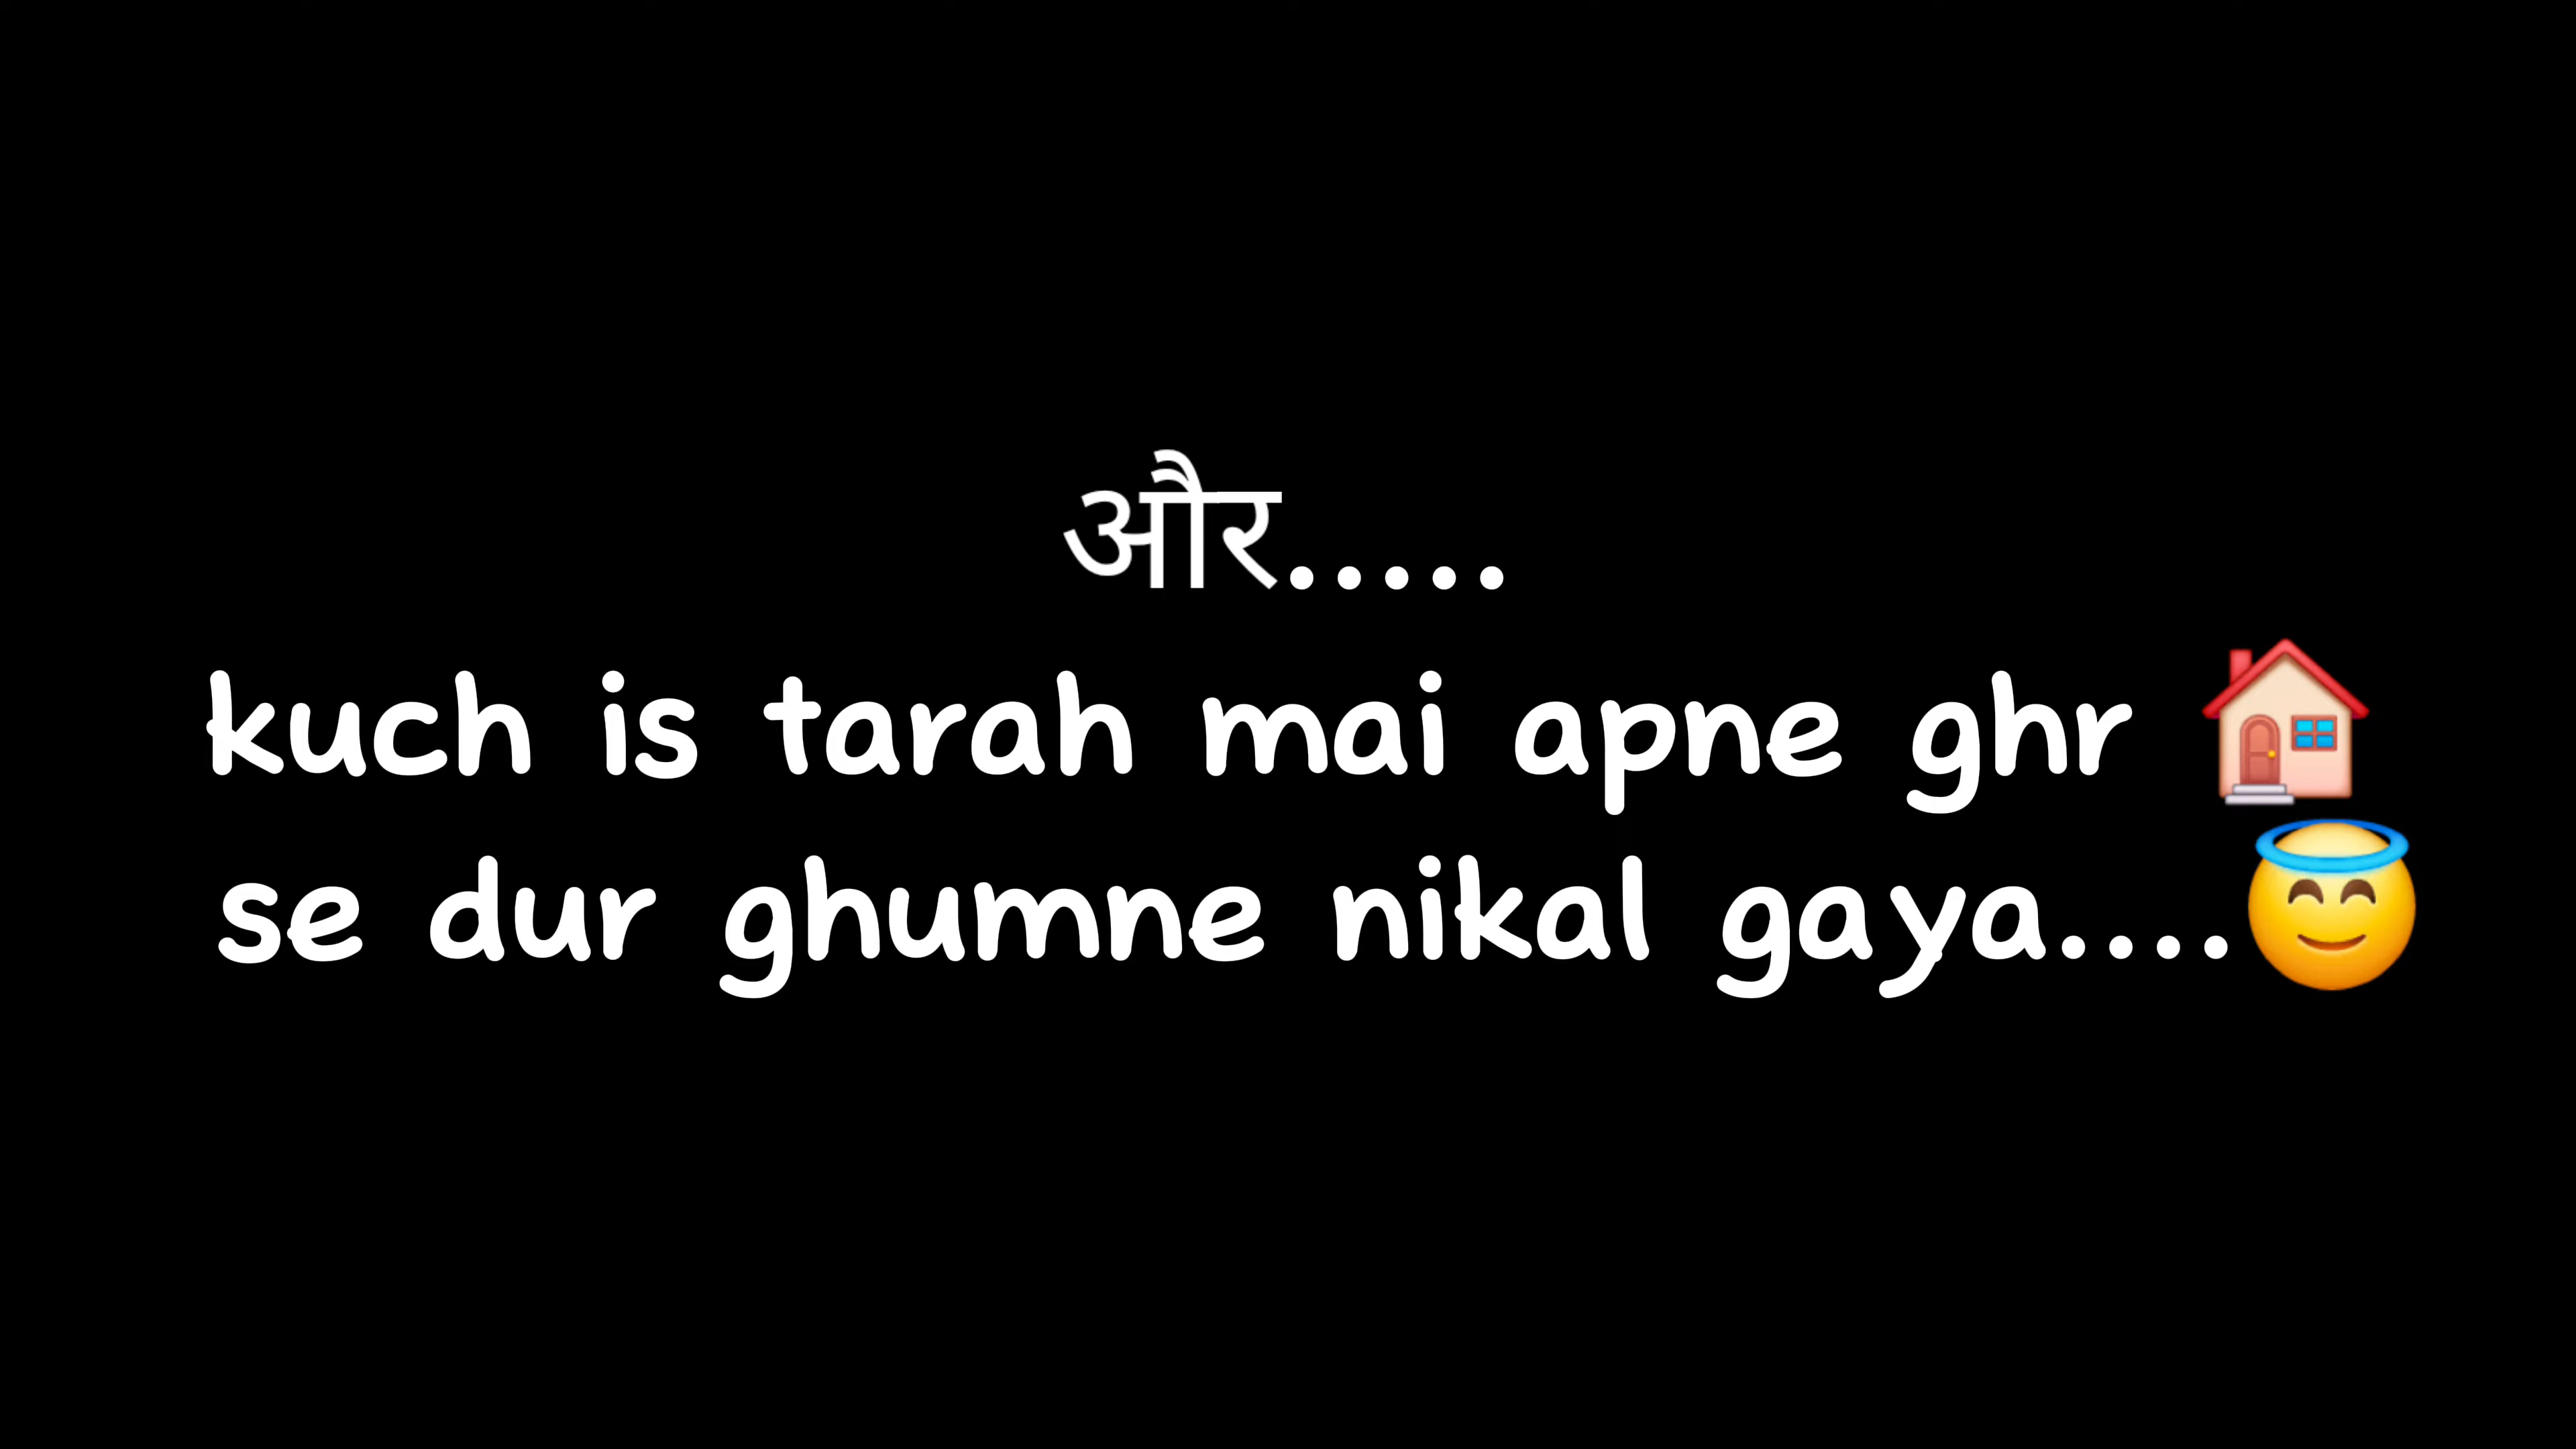 और.....
kuch is tarah mai apne ghr 🏠
se dur ghumne nikal gaya....😇